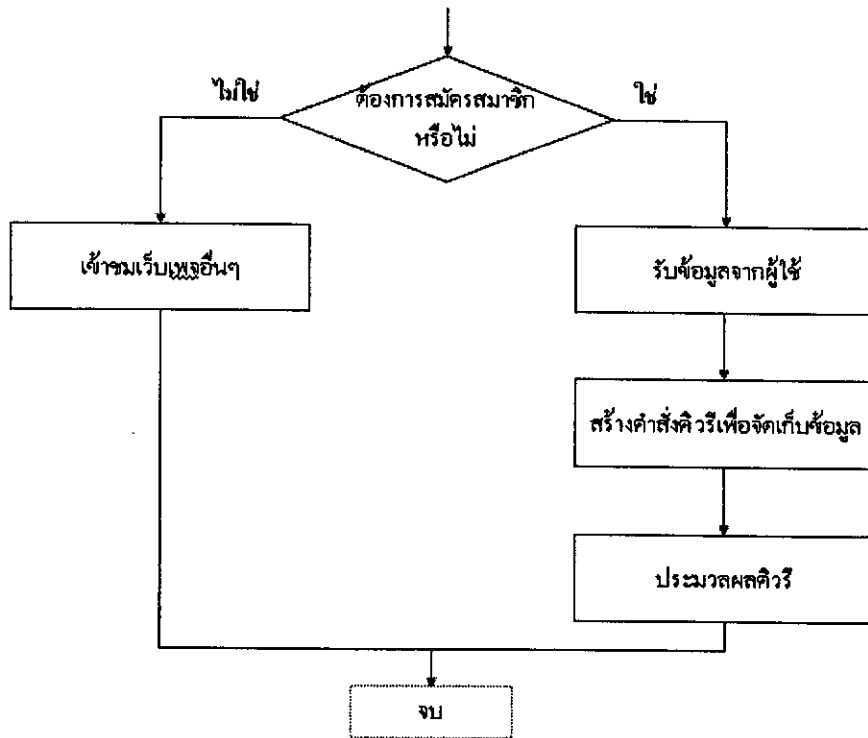 ต้องการสมัครสมาชิก
หรือไม่
ไม่ใช่
ใช่
เข้าชมเว็บเพจอื่นๆ
รับข้อมูลจากผู้ใช้
สร้างคำสั่งคิวรีเพื่อจัดเก็บข้อมูล
ประมวลผลคิวรี
จบ